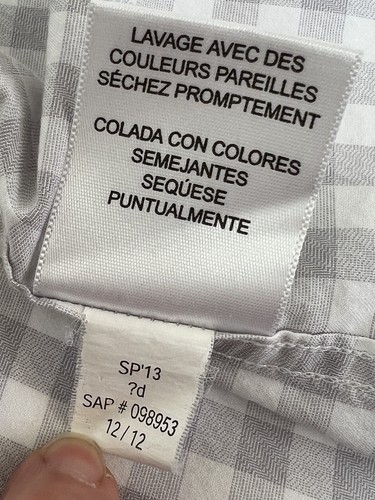 LAVAGE AVEC DES
COULEURS PAREILLES
SÉCHEZ PROMPTEMENT
COLADA CON COLORES
SEMEJANTES
SEQÚESE
PUNTUALMENTE
SP'13
?d
SAP # 098953
12/12